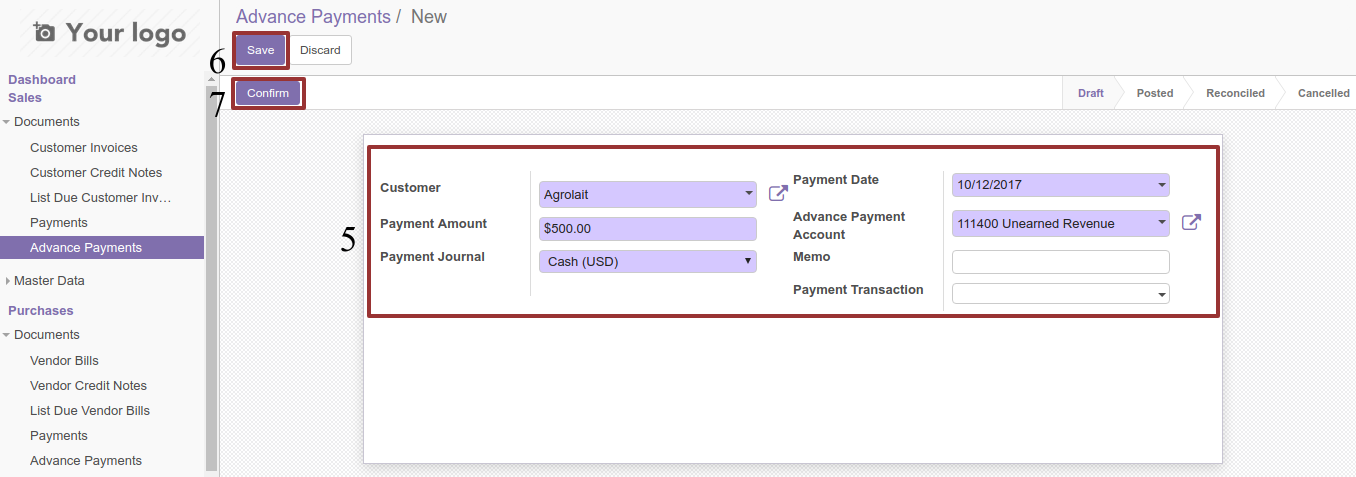 Your logo
Dashboard
Sales
Documents
Customer Invoices
Customer Credit Notes
List Due Customer Inv…
Payments
Advance Payments
Master Data
Purchases
Documents
Vendor Bills
Vendor Credit Notes
List Due Vendor Bills
Payments
Advance Payments
Advance Payments / New
6 Save Discard
7 Confirm
Draft Posted Reconciled Cancelled
5
Customer Agrolait
Payment Amount $500.00
Payment Journal Cash (USD)
Payment Date 10/12/2017
Advance Payment
Account
111400 Unearned Revenue
Memo
Payment Transaction